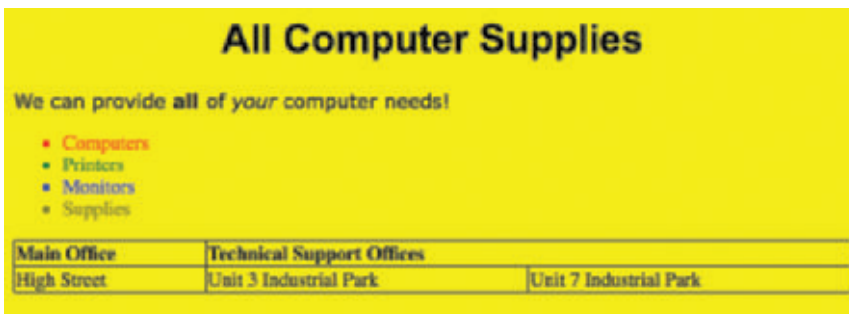 All Computer Supplies
We can provide all of your computer needs!
Computers
Printers
Monitors
Supplies
Main Office Technical Support Offices
High Street Unit 3 Industrial Park Unit 7 Industrial Park